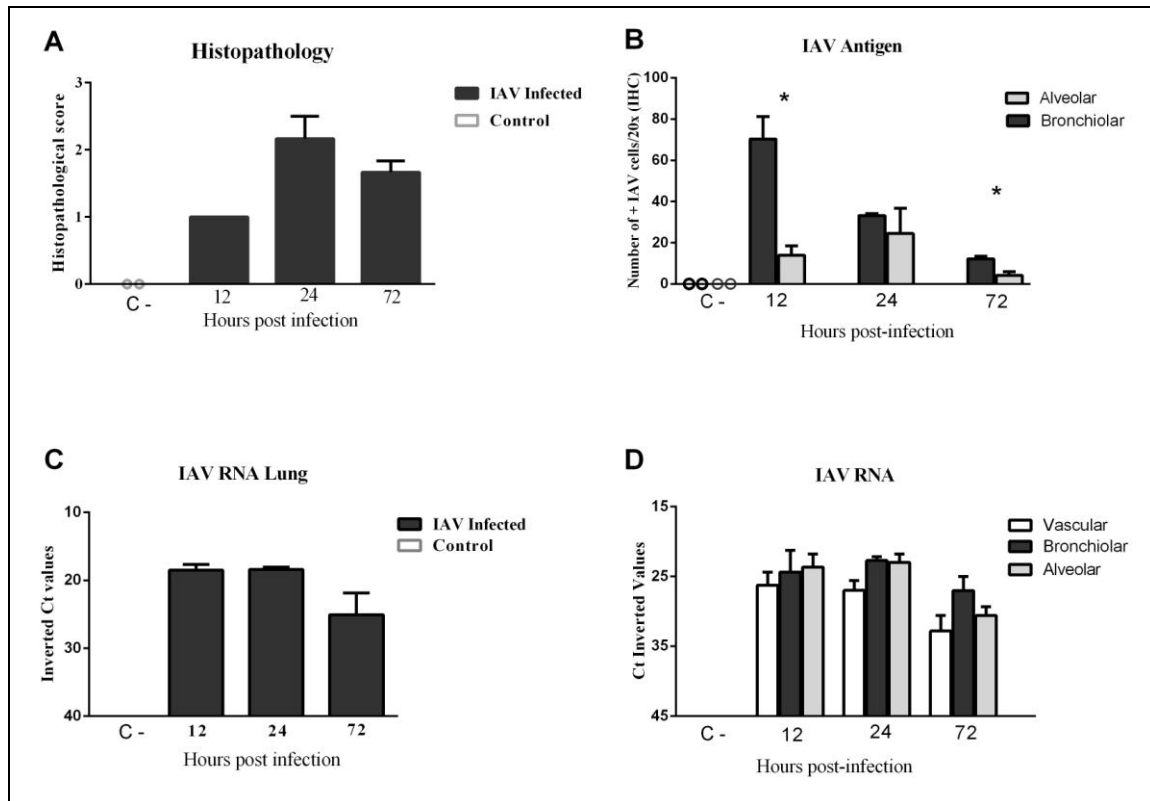 A
Histopathology
Histopathological score
3
2
1
0
C -
12
24
72
Hours post infection
IAV Infected
Control
B
IAV Antigen
Number of + IAV cells/20x (IHC)
100
80
60
40
20
0
*
*
C -
12
24
72
Hours post-infection
Alveolar
Bronchiolar
C
IAV RNA Lung
Inverted Ct values
10
20
30
40
C -
12
24
72
Hours post infection
IAV Infected
Control
D
IAV RNA
Ct Inverted Values
15
25
35
45
C -
12
24
72
Hours post-infection
Vascular
Bronchiolar
Alveolar